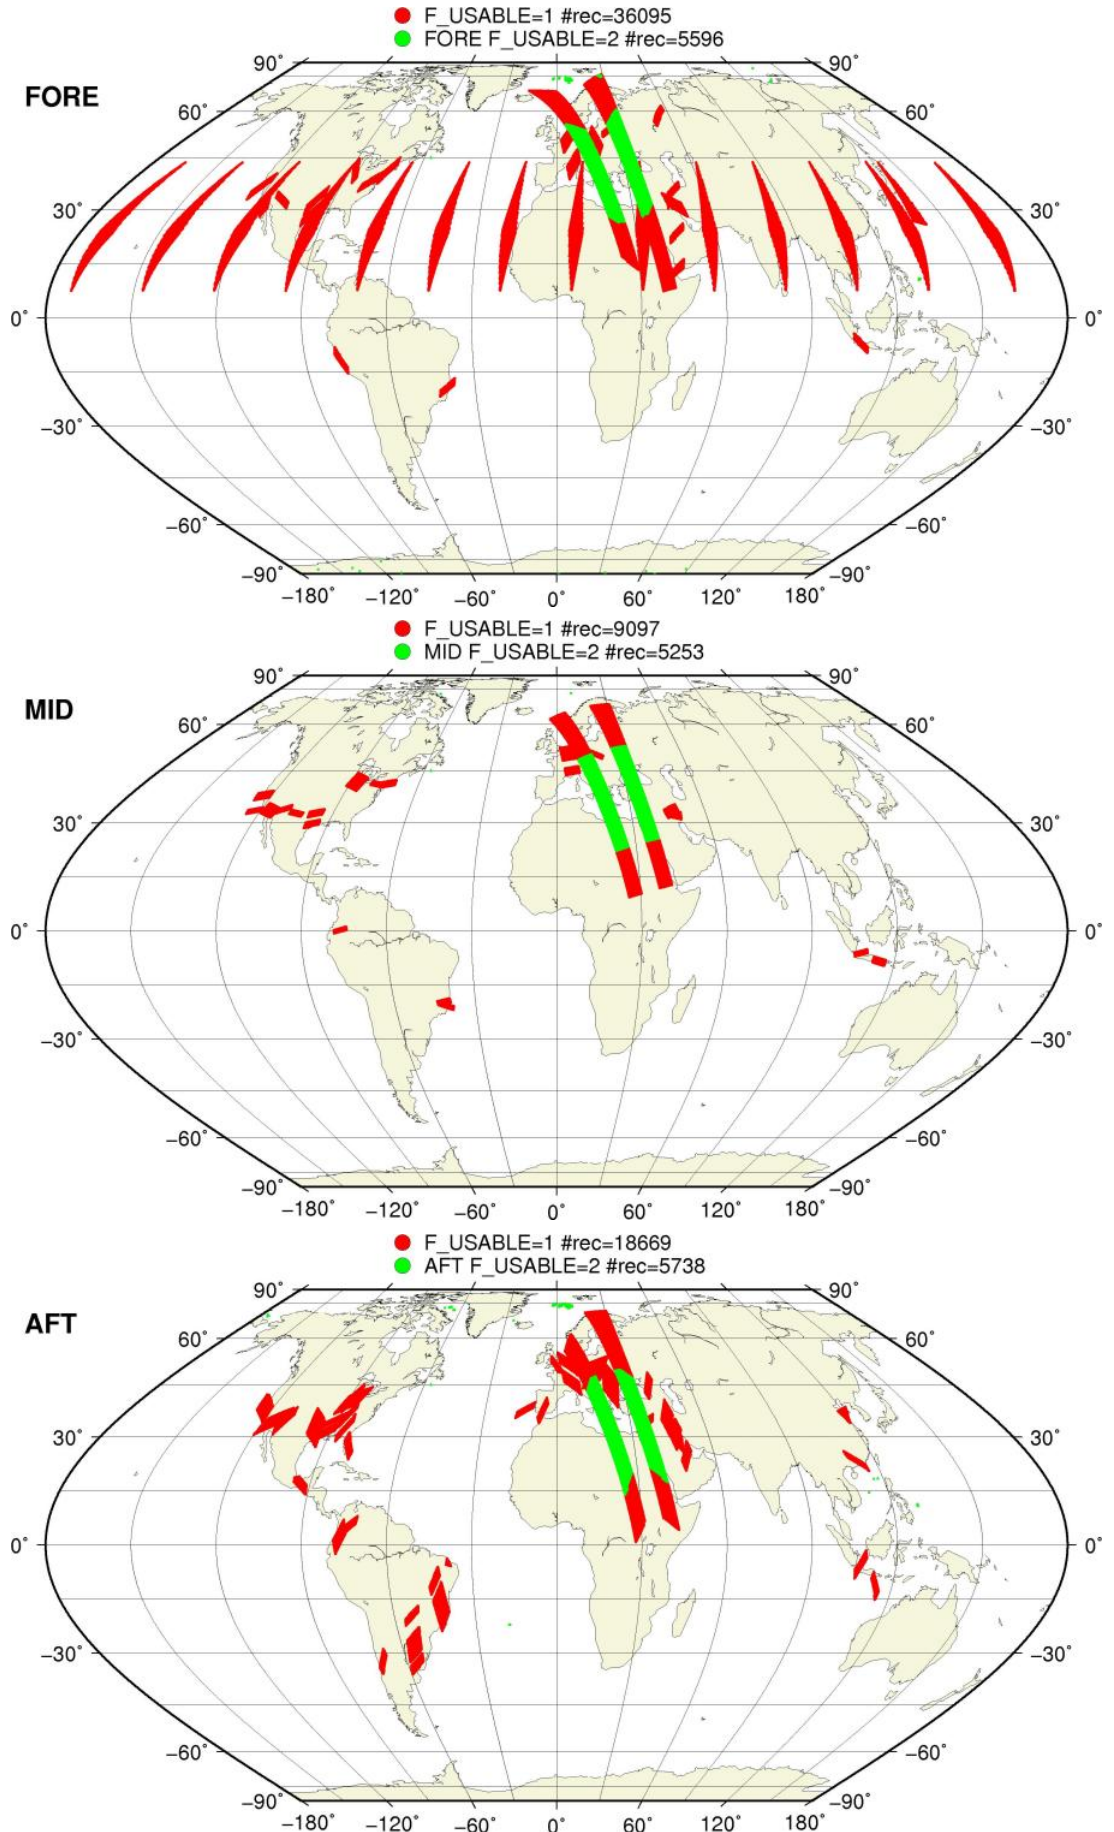 F_USABLE=1 #rec=36095
FORE F_USABLE=2 #rec=5596
FORE
90° 90°
60° 60°
30° 30°
0° 0°
−30° −30°
−60° −60°
−90° −90°
−180° −120° −60° 0° 60° 120° 180°
F_USABLE=1 #rec=9097
MID F_USABLE=2 #rec=5253
MID
90° 90°
60° 60°
30° 30°
0° 0°
−30° −30°
−60° −60°
−90° −90°
−180° −120° −60° 0° 60° 120° 180°
F_USABLE=1 #rec=18669
AFT F_USABLE=2 #rec=5738
AFT
90° 90°
60° 60°
30° 30°
0° 0°
−30° −30°
−60° −60°
−90° −90°
−180° −120° −60° 0° 60° 120° 180°